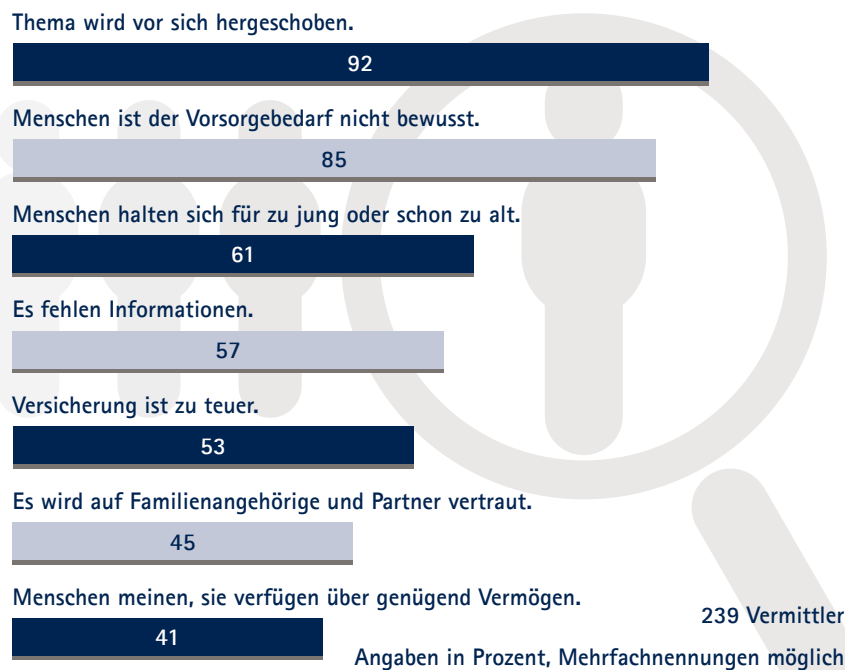 Thema wird vor sich hergeschoben.
92
Menschen ist der Vorsorgebedarf nicht bewusst.
85
Menschen halten sich für zu jung oder schon zu alt.
61
Es fehlen Informationen.
57
Versicherung ist zu teuer.
53
Es wird auf Familienangehörige und Partner vertraut.
45
Menschen meinen, sie verfügen über genügend Vermögen.
41
239 Vermittler
Angaben in Prozent, Mehrfachnennungen möglich